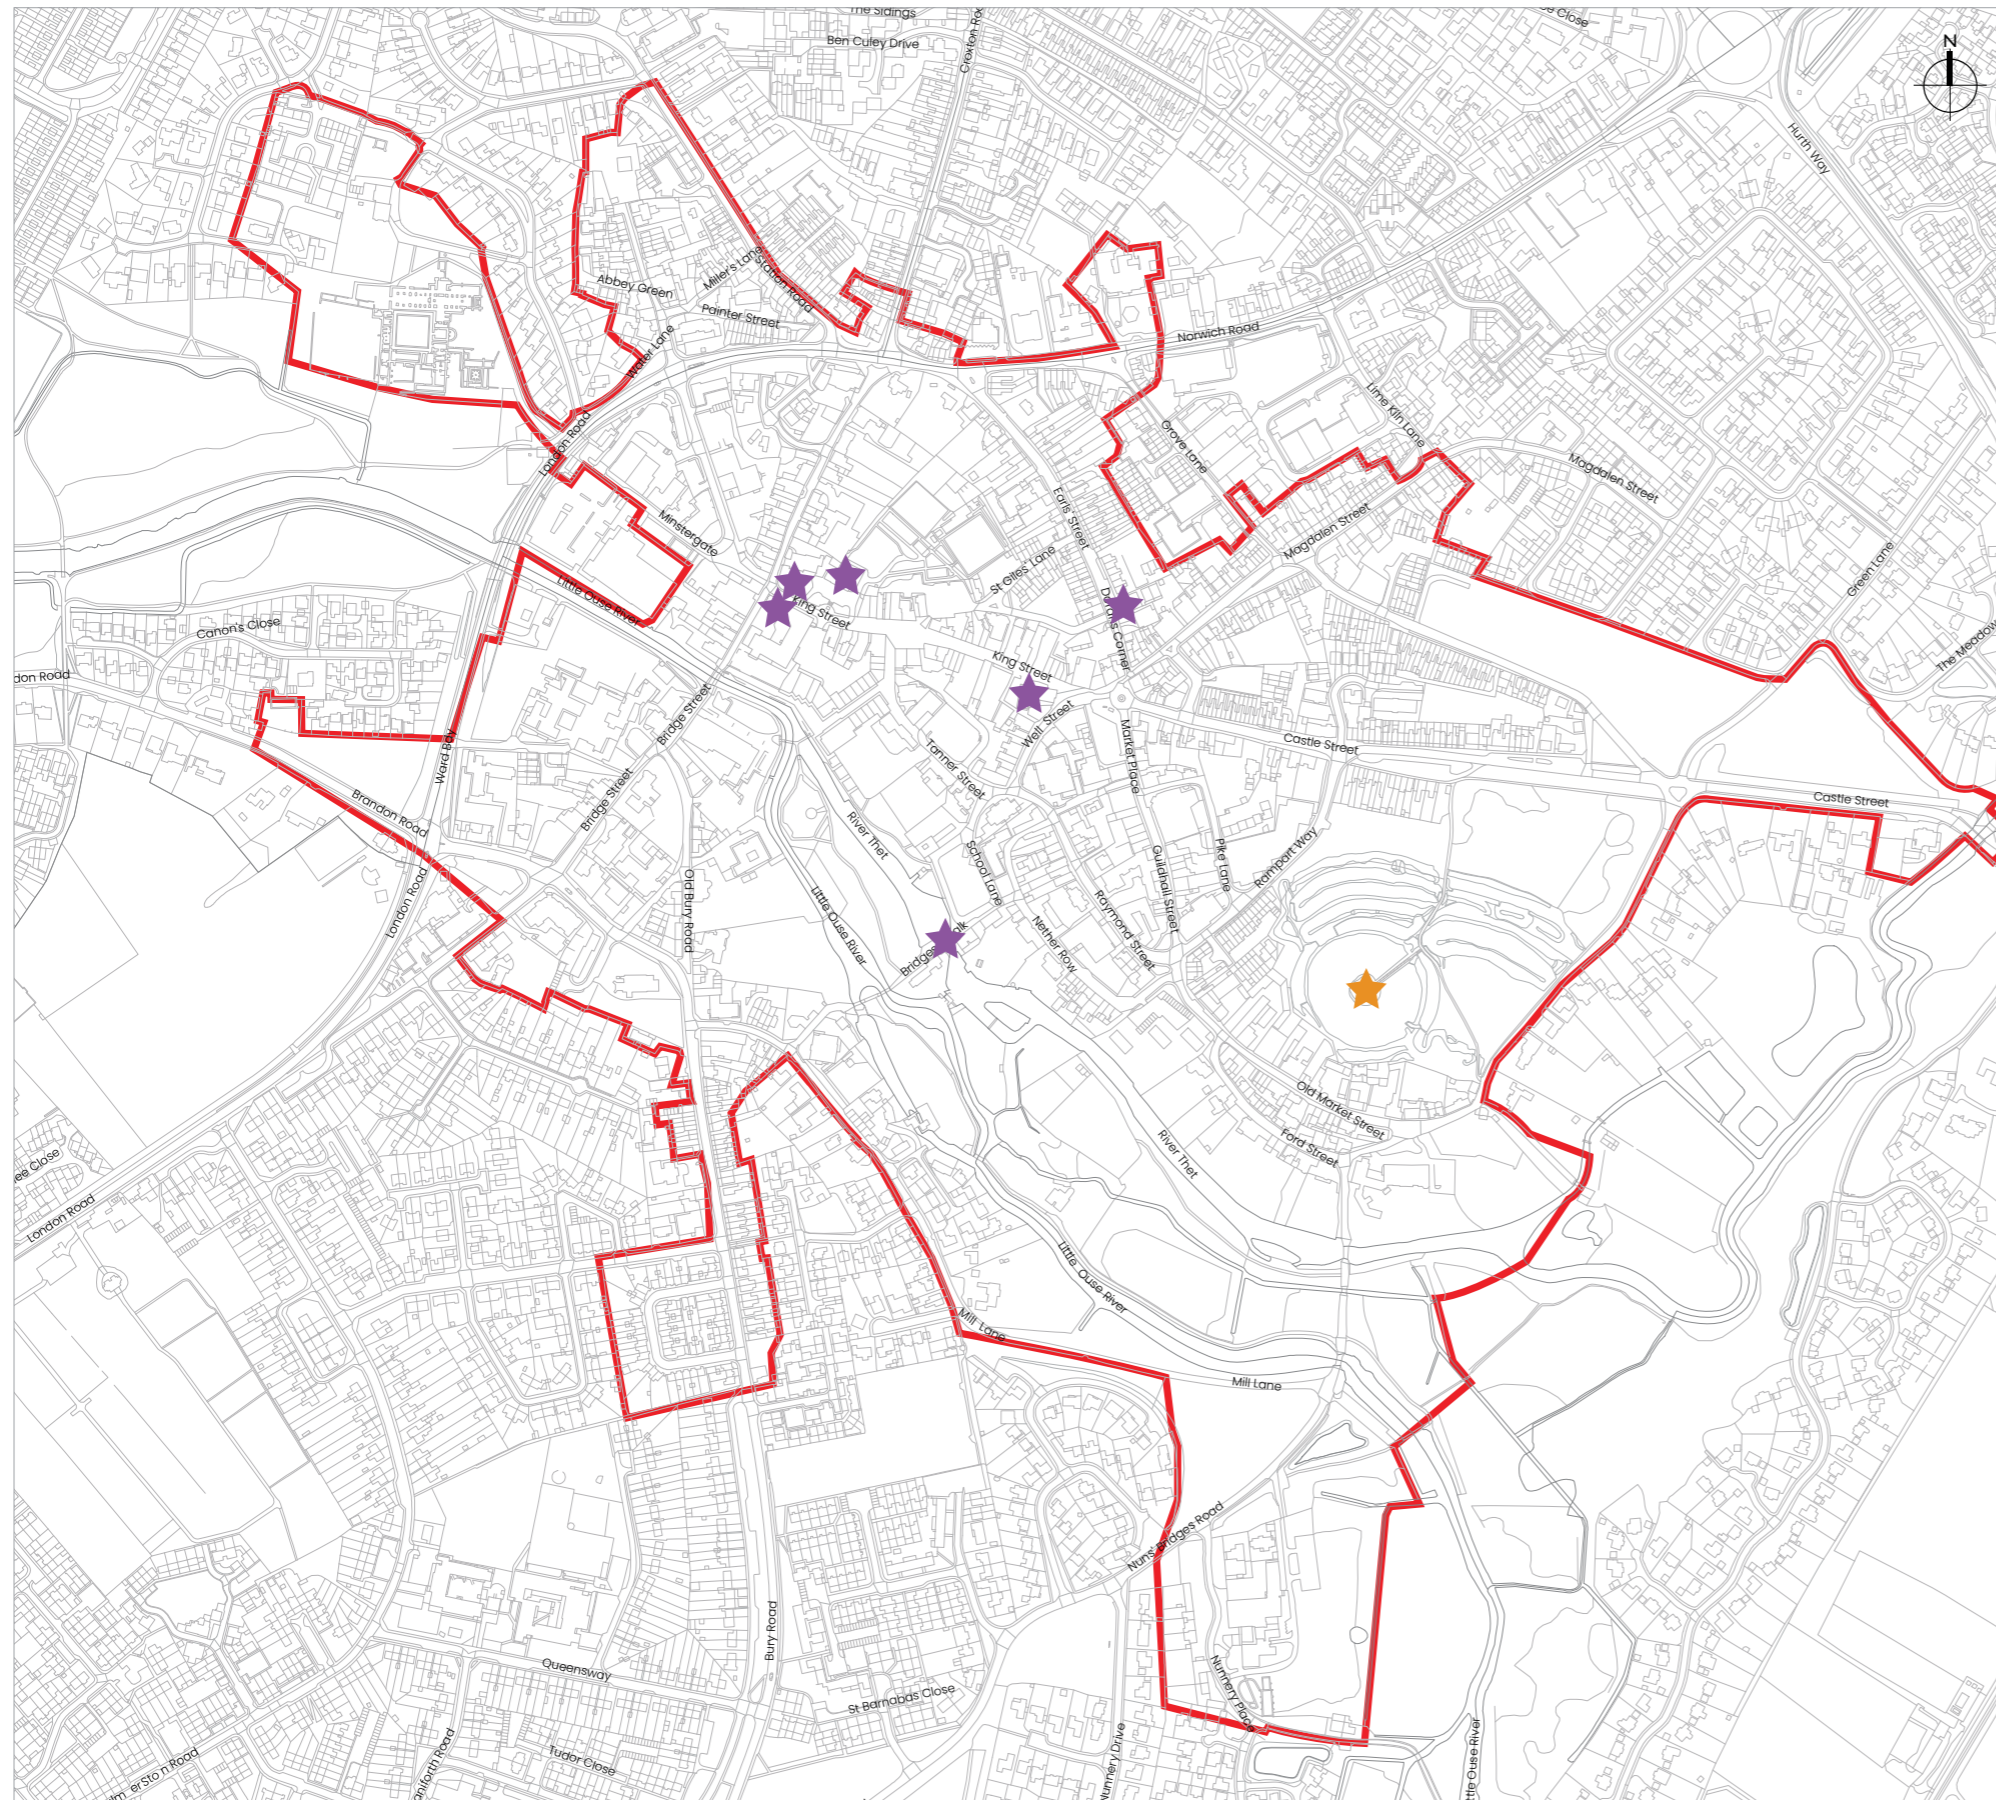 The Sidings
Ben Culey Drive
Close
N
Hurth Way
Abbey Green
Miller's Lane
Station Road
Painter Street
Water Lane
Norwich Road
London Road
Lime Kiln Lane
Grove Lane
Magdalen Street
Minstergate
Earls Street
Magdalen Street
St Giles' Lane
Green Lane
Little Ouse River
King Street
Canon's Close
The Meadow
King Street
Bridge Street
Well Street
Market Place
Castle Street
Ward Bay
Tanner Street
Castle Street
Brandon Road
Bridge Street
River Thet
School Lane
Guildhall Street
Pike Lane
Rampart Way
London Road
Old Bury Road
Little Ouse River
Nether Row
Raymond Street
Old Market Street
Ford Street
River Thet
London Road
Little Ouse River
Mill Lane
Mill Lane
Nuns' Bridges Road
Bury Road
Queensway
St Barnabas Close
Nunnery Place
Tudor Close
Nunnery Drive